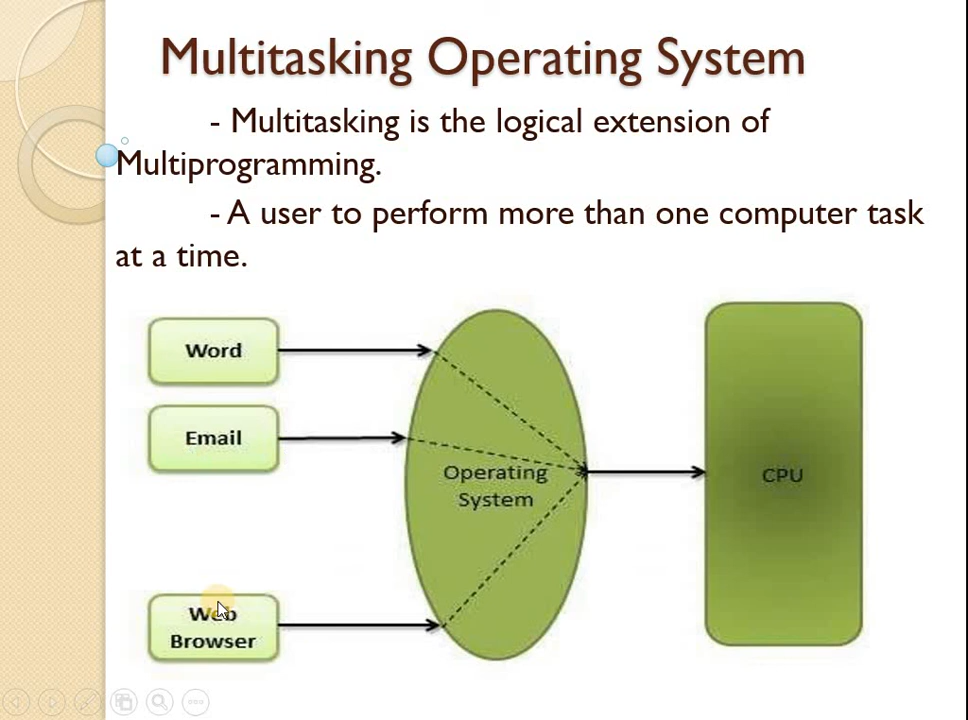 Multitasking Operating System
- Multitasking is the logical extension of
Multiprogramming.
- A user to perform more than one computer task
at a time.
Word
Email
Operating
System
CPU
Web
Browser